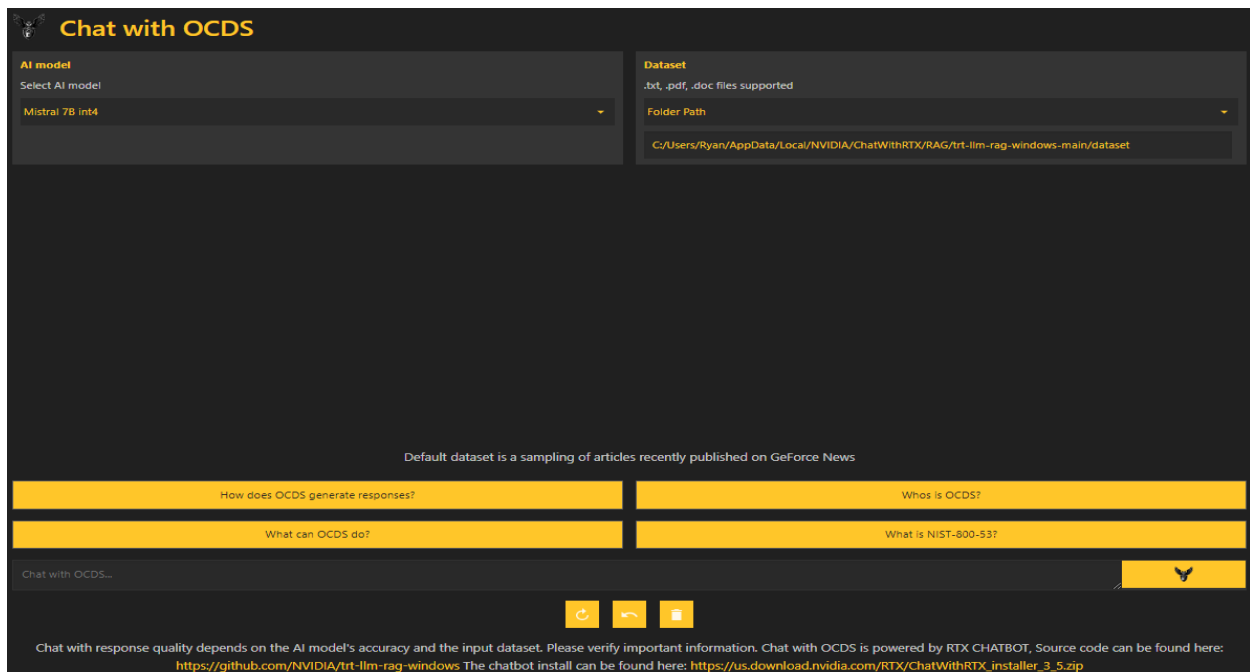 Chat with OCDS
AI model
Select AI model
Mistral 7B int4
Dataset
.txt, .pdf, .doc files supported
Folder Path
C:/Users/Ryan/AppData/Local/NVIDIA/ChatWithRTX/RAG/trt-llm-rag-windows-main/dataset
Default dataset is a sampling of articles recently published on GeForce News
How does OCDS generate responses?
Whos is OCDS?
What can OCDS do?
What is NIST-800-53?
Chat with OCDS...
Chat with response quality depends on the AI model's accuracy and the input dataset. Please verify important information. Chat with OCDS is powered by RTX CHATBOT, Source code can be found here:
https://github.com/NVIDIA/trt-llm-rag-windows The chatbot install can be found here: https://us.download.nvidia.com/RTX/ChatWithRTX_installer_3_5.zip